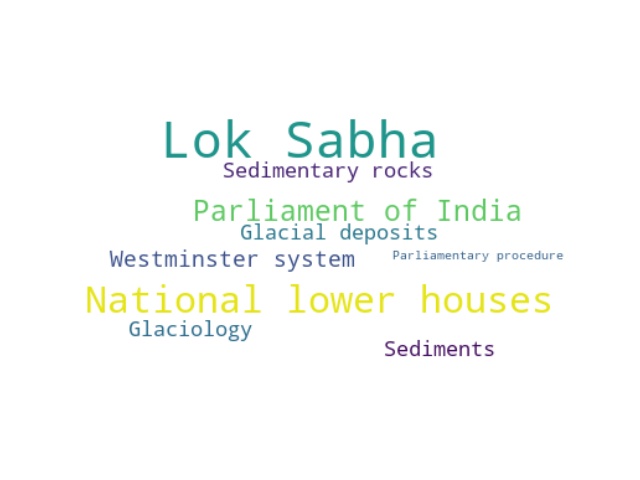 Lok Sabha
Sedimentary rocks
Parliament of India
Glacial deposits
Westminster system
Parliamentary procedure
National lower houses
Glaciology
Sediments